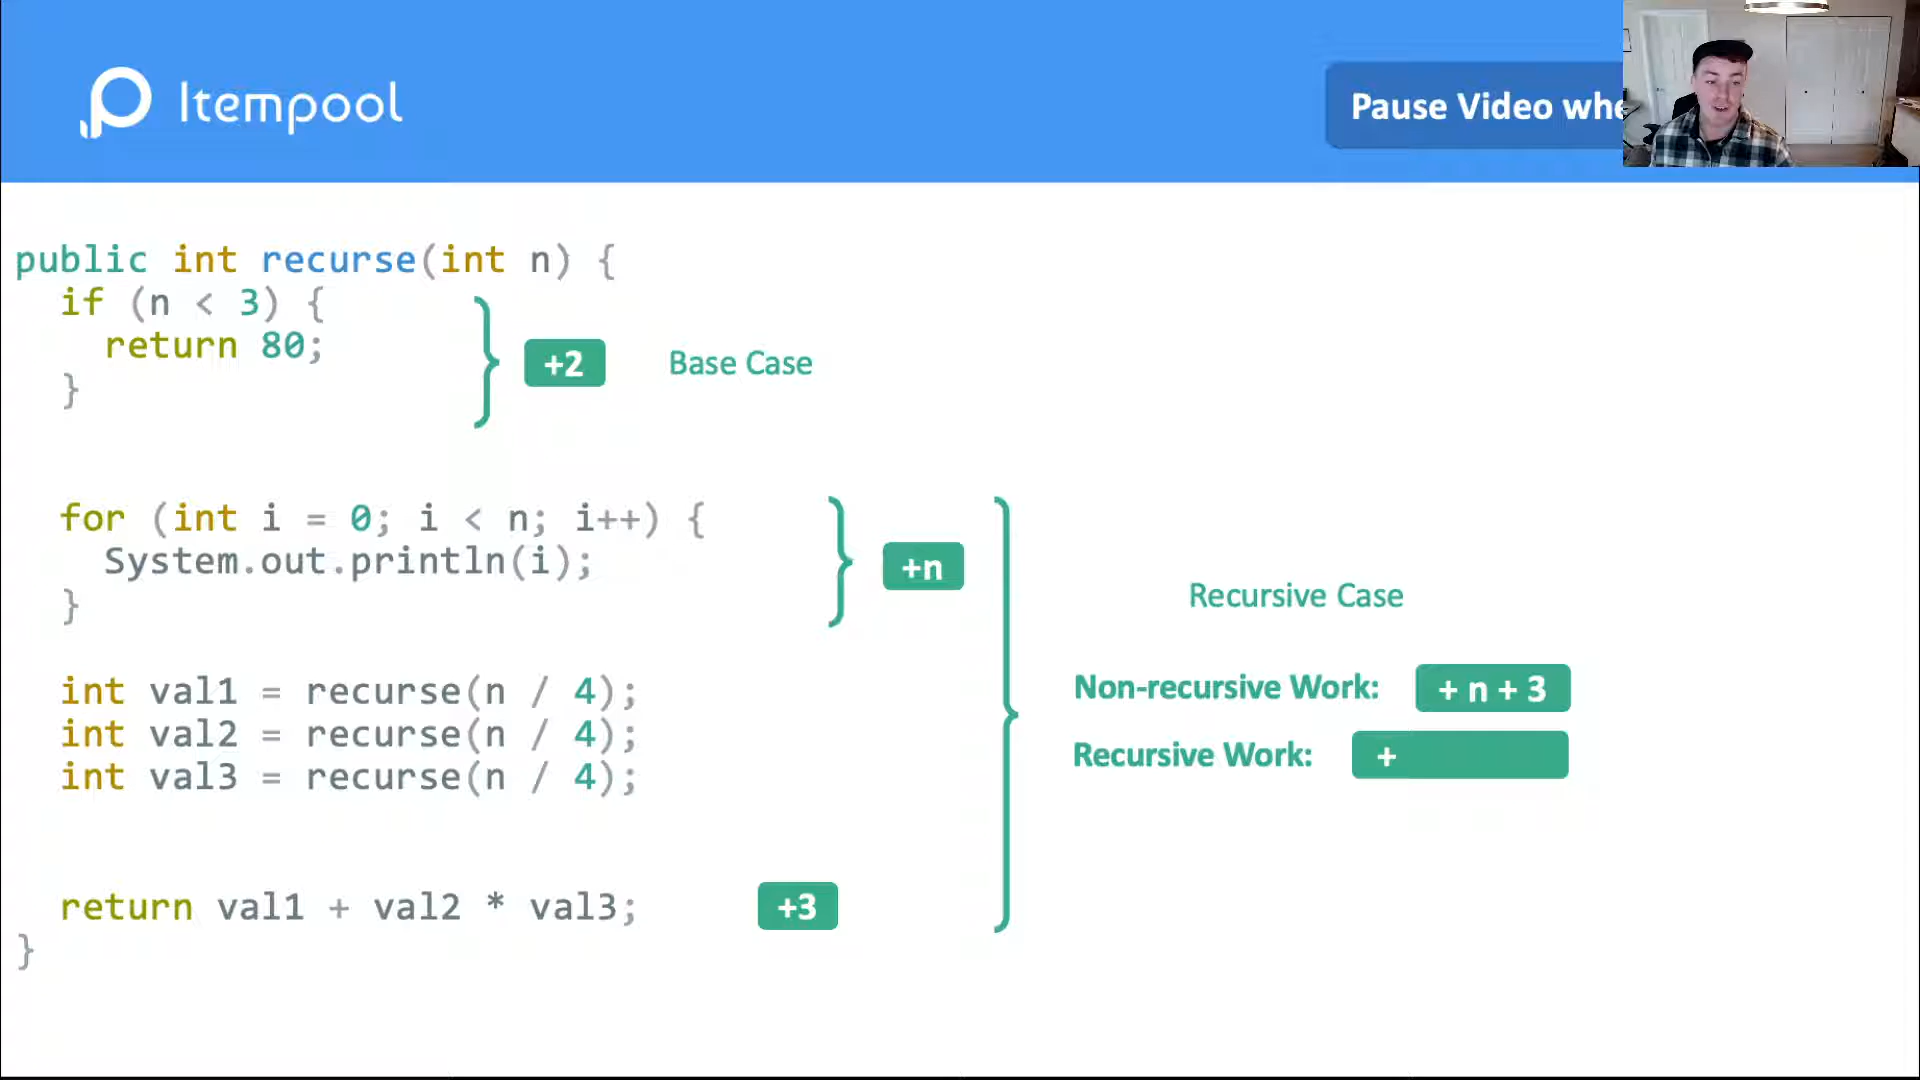 Itempool
Pause Video whe
public int recurse(int n) {
if (n < 3) {
return 80;
}
+2
Base Case
for (int i = 0; i < n; i++) {
System.out.println(i);
}
+n
Recursive Case
int val1 = recurse(n / 4);
int val2 = recurse(n / 4);
int val3 = recurse(n / 4);
Non-recursive Work: + n + 3
Recursive Work: +
return val1 + val2 * val3;
+3
}